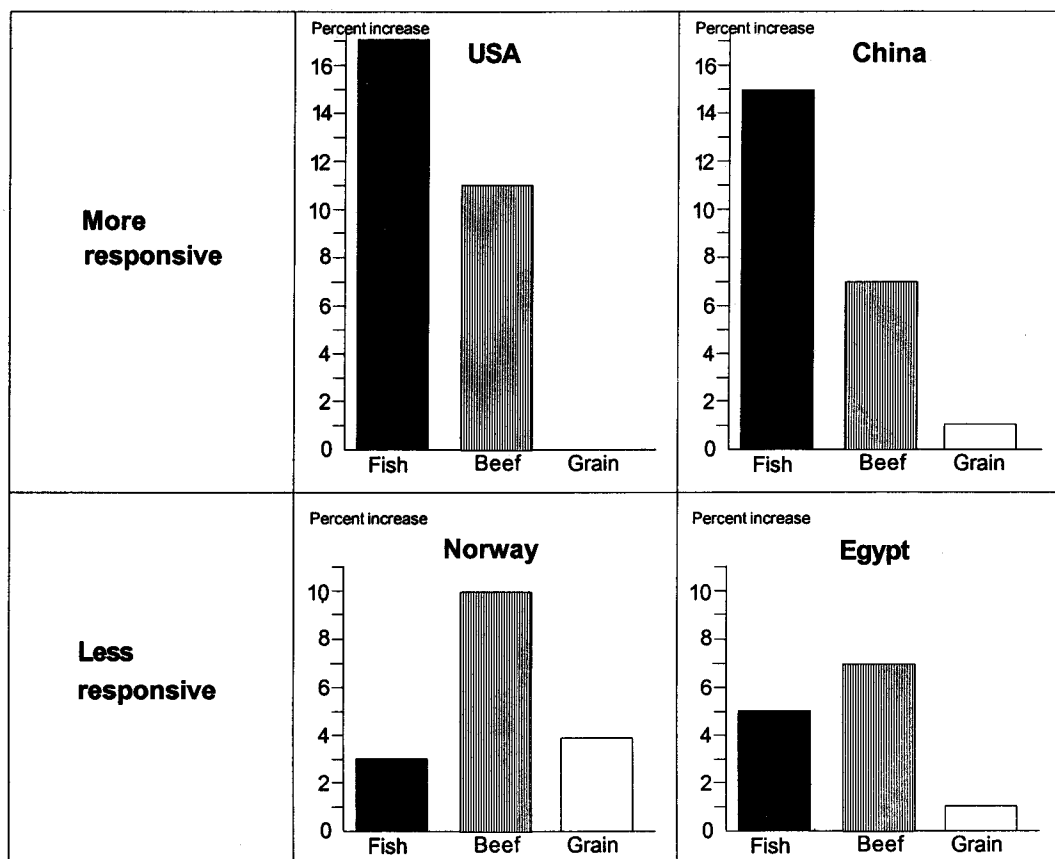 More
responsive
Percent increase
USA
16
14
12
10
8
6
4
2
0
Fish Beef Grain
Percent increase
China
16
14
12
10
8
6
4
2
0
Fish Beef Grain
Less
responsive
Percent increase
Norway
10
8
6
4
2
0
Fish Beef Grain
Percent increase
Egypt
10
8
6
4
2
0
Fish Beef Grain